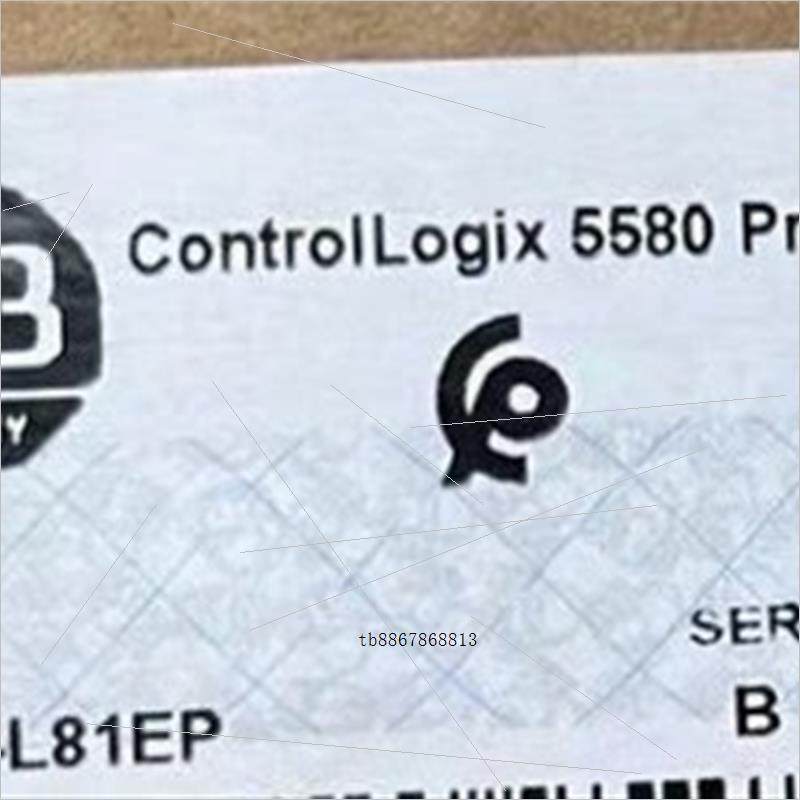 ControlLogix 5580 Pr
B
Y
tb8867868813
SER
B
-L81EP